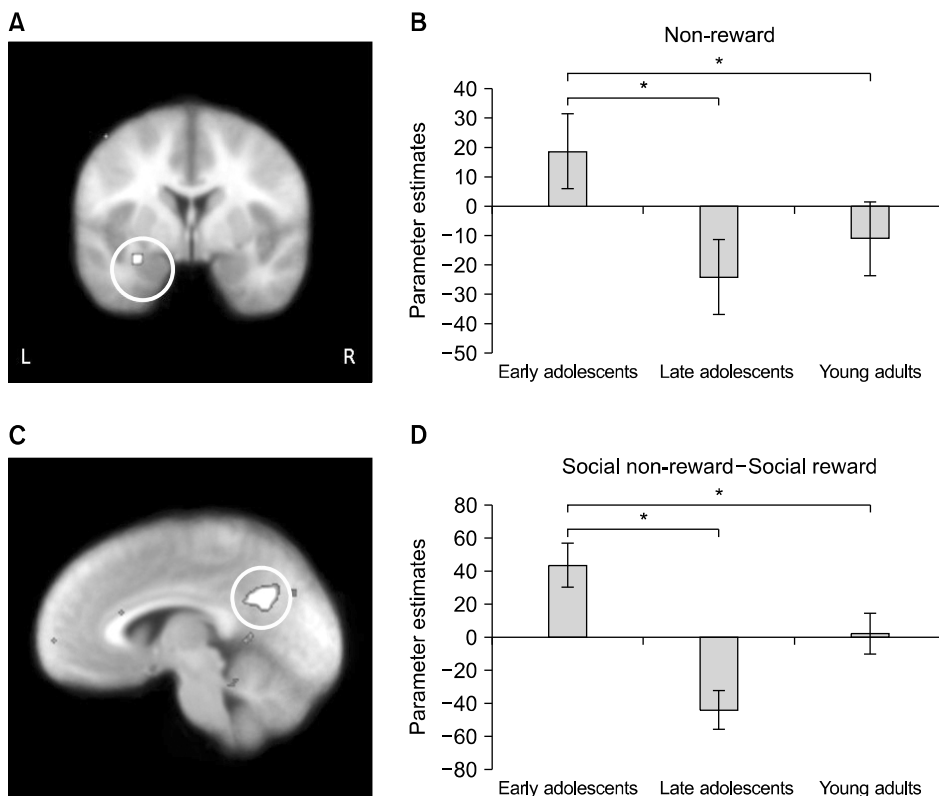 A
L
R
B
Non-reward
*
*
Parameter estimates
40
30
20
10
0
−10
−20
−30
−40
−50
Early adolescents Late adolescents Young adults
C
D
Social non-reward−Social reward
*
*
Parameter estimates
80
60
40
20
0
−20
−40
−60
−80
Early adolescents Late adolescents Young adults